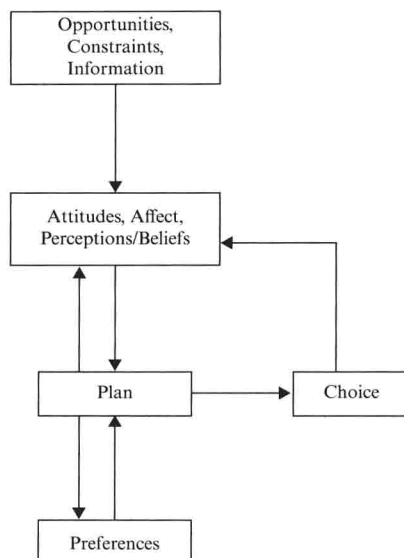 Opportunities,
Constraints,
Information
Attitudes, Affect,
Perceptions/Beliefs
Plan
Choice
Preferences